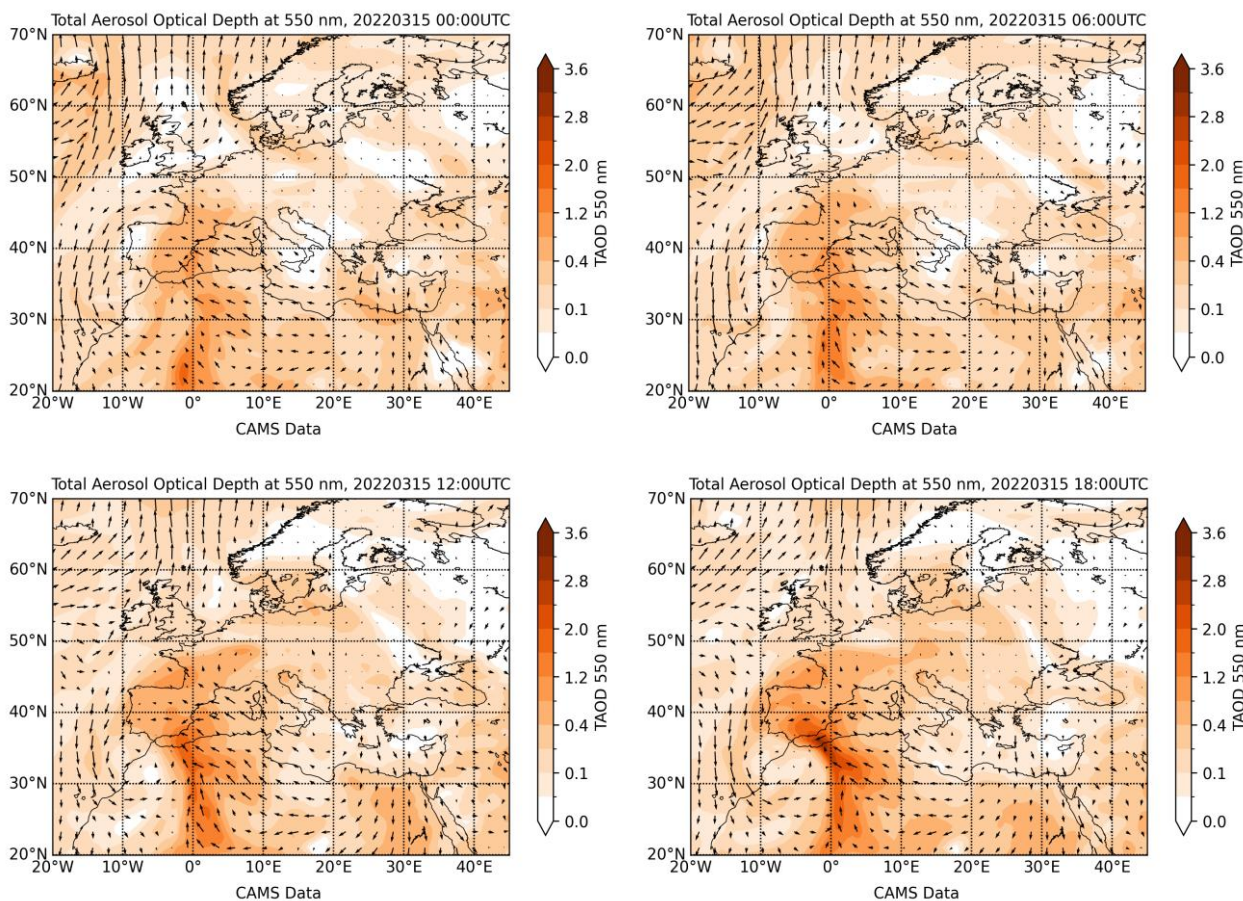 Total Aerosol Optical Depth at 550 nm, 20220315 00:00UTC
70°N
60°N
50°N
40°N
30°N
20°N
20°W 10°W 0° 10°E 20°E 30°E 40°E
CAMS Data
3.6
2.8
2.0
1.2
0.4
0.1
0.0
TAOD 550 nm
Total Aerosol Optical Depth at 550 nm, 20220315 06:00UTC
70°N
60°N
50°N
40°N
30°N
20°N
20°W 10°W 0° 10°E 20°E 30°E 40°E
CAMS Data
3.6
2.8
2.0
1.2
0.4
0.1
0.0
TAOD 550 nm
Total Aerosol Optical Depth at 550 nm, 20220315 12:00UTC
70°N
60°N
50°N
40°N
30°N
20°N
20°W 10°W 0° 10°E 20°E 30°E 40°E
CAMS Data
3.6
2.8
2.0
1.2
0.4
0.1
0.0
TAOD 550 nm
Total Aerosol Optical Depth at 550 nm, 20220315 18:00UTC
70°N
60°N
50°N
40°N
30°N
20°N
20°W 10°W 0° 10°E 20°E 30°E 40°E
CAMS Data
3.6
2.8
2.0
1.2
0.4
0.1
0.0
TAOD 550 nm